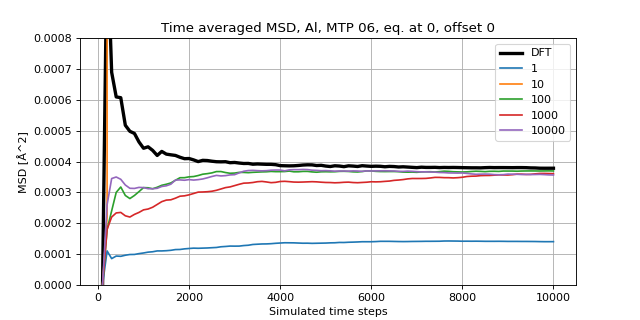 Time averaged MSD, Al, MTP 06, eq. at 0, offset 0
MSD [Å^2]
0.0008
0.0007
0.0006
0.0005
0.0004
0.0003
0.0002
0.0001
0.0000
DFT
1
10
100
1000
10000
0 2000 4000 6000 8000 10000
Simulated time steps